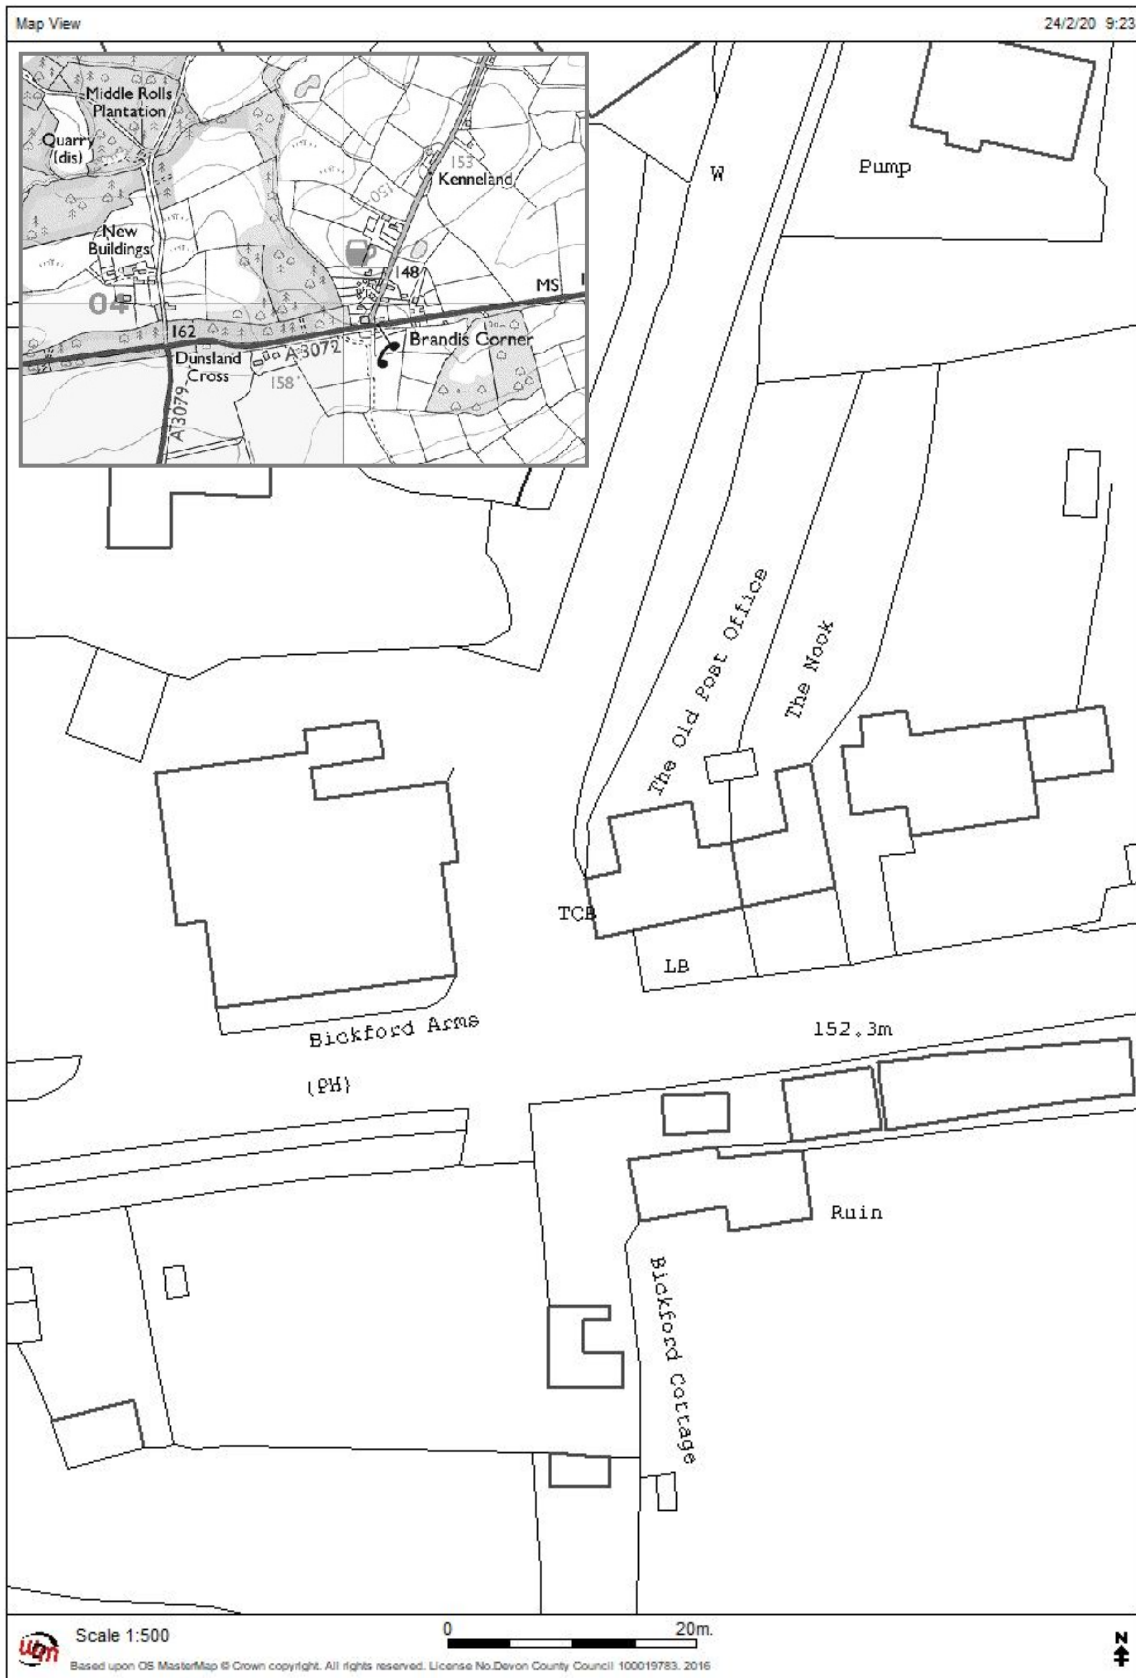 Map View
24/2/20 9:23
Middle Rolls
Plantation
Quarry
(dis)
153
Kenneland
150
New
Buildings
148
04
MS
162
Brandis Corner
A 3072
Dunsland
Cross
158
A 3079
W
Pump
The Old Post Office
The Nook
TCB
LB
Bickford Arms
(PH)
152.3m
Ruin
Bickford Cottage
Scale 1:500
0
20m.
N
Based upon OS MasterMap © Crown copyright. All rights reserved. License No.Devon County Council 100019783. 2016